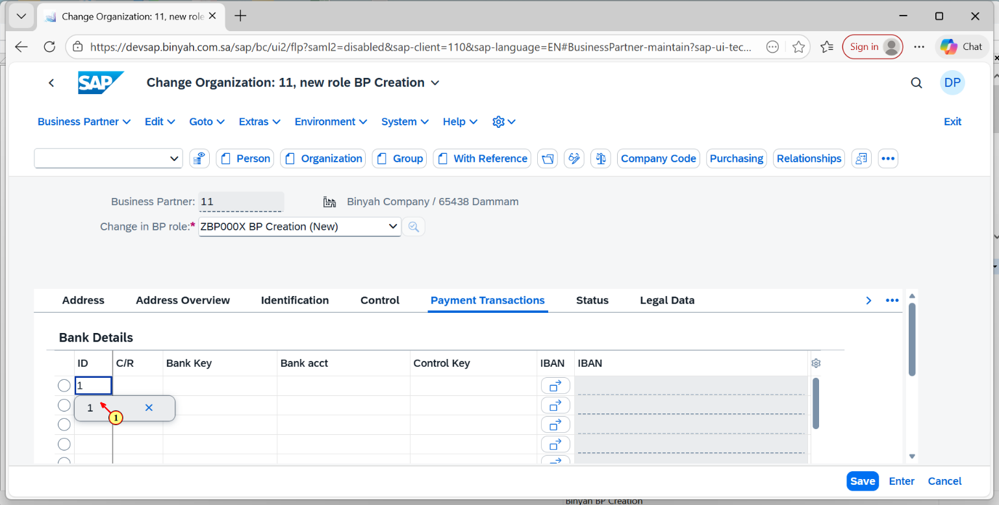 Change Organization: 11, new role
https://devsap.binyah.com.sa/sap/bc/ui2/flp?saml2=disabled&sap-client=110&sap-language=EN#BusinessPartner-maintain?sap-ui-tec...
Sign in
Chat
SAP
Change Organization: 11, new role BP Creation
DP
Business Partner
Edit
Goto
Extras
Environment
System
Help
Exit
Person
Organization
Group
With Reference
Company Code
Purchasing
Relationships
Business Partner: 11
Binyah Company / 65438 Dammam
Change in BP role:* ZBP000X BP Creation (New)
Address
Address Overview
Identification
Control
Payment Transactions
Status
Legal Data
Bank Details
ID
C/R
Bank Key
Bank acct
Control Key
IBAN
IBAN
1
1
1
Save
Enter
Cancel
Binyah BP Creation